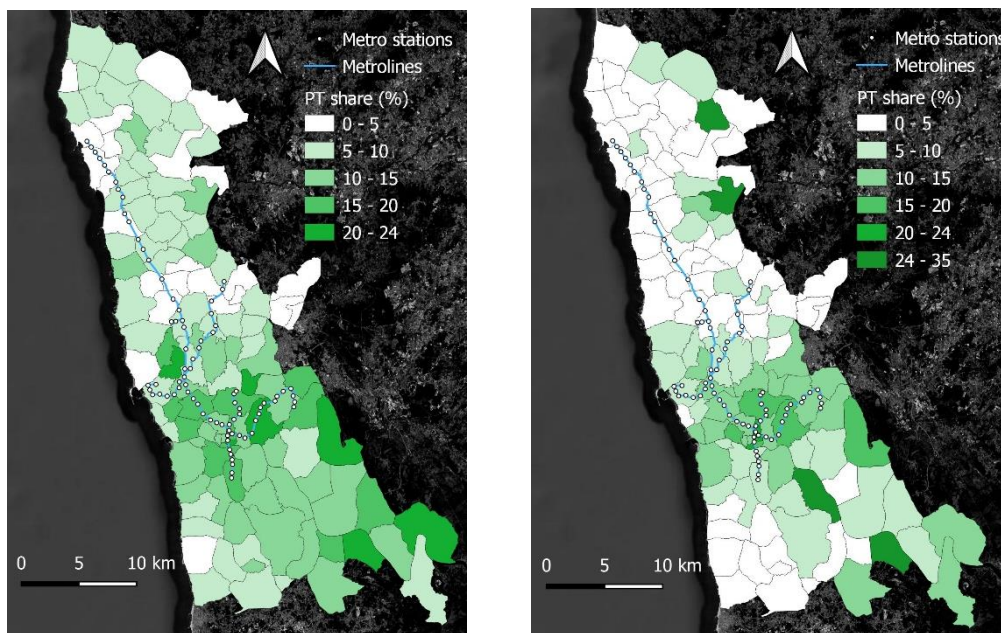 Metro stations
Metrolines
PT share (%)
0 - 5
5 - 10
10 - 15
15 - 20
20 - 24
0 5 10 km
Metro stations
Metrolines
PT share (%)
0 - 5
5 - 10
10 - 15
15 - 20
20 - 24
24 - 35
0 5 10 km